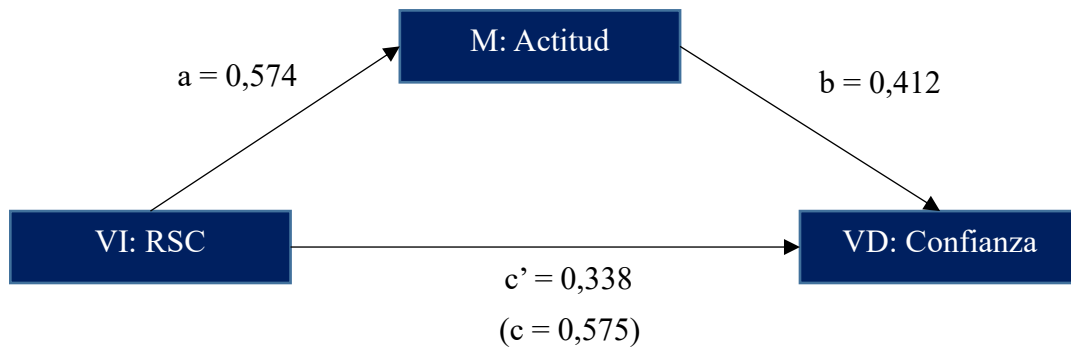 M: Actitud
a = 0,574
b = 0,412
VI: RSC
VD: Confianza
c’ = 0,338
(c = 0,575)